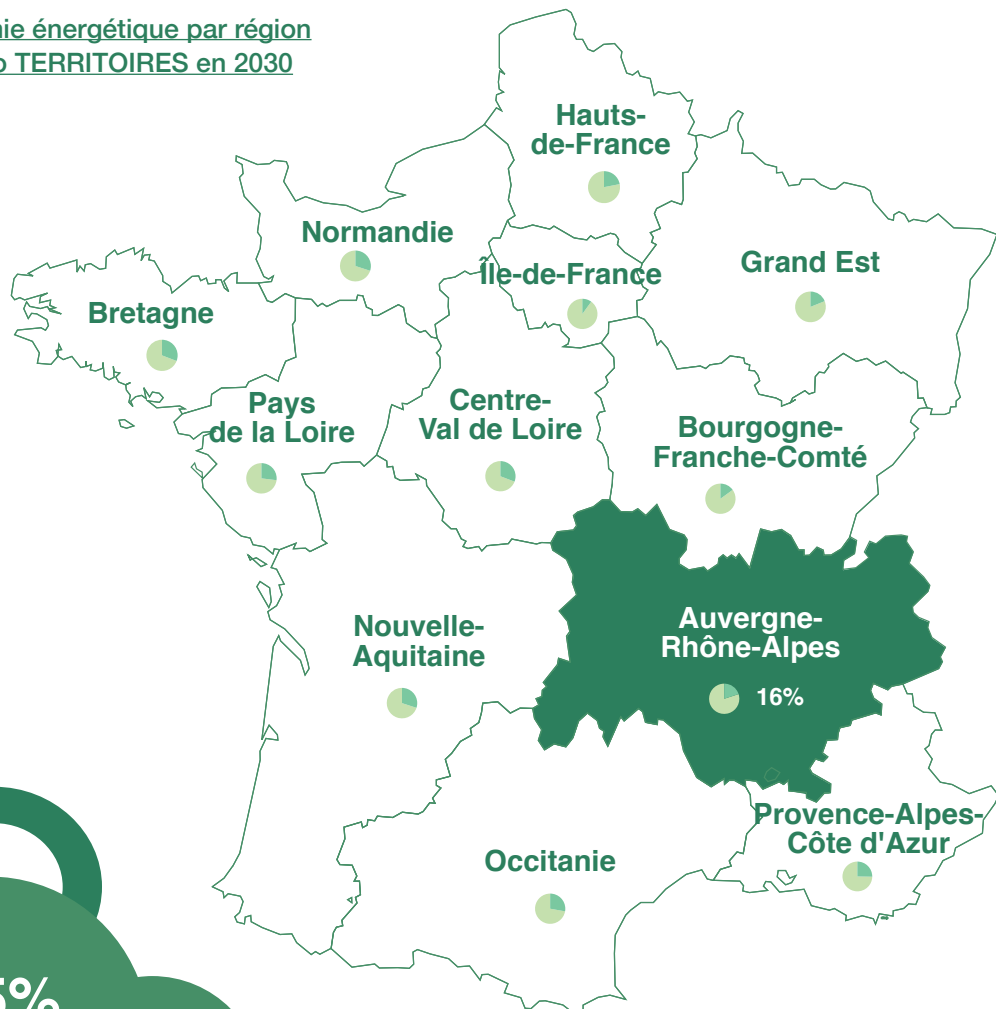 énergétique par région
TERRITOIRES en 2030
Hauts-
de-France
Normandie
Île-de-France
Grand Est
Bretagne
Pays
de la Loire
Centre-
Val de Loire
Bourgogne-
Franche-Comté
Nouvelle-
Aquitaine
Auvergne-
Rhône-Alpes
16%
Provence-Alpes-
Côte d'Azur
Occitanie